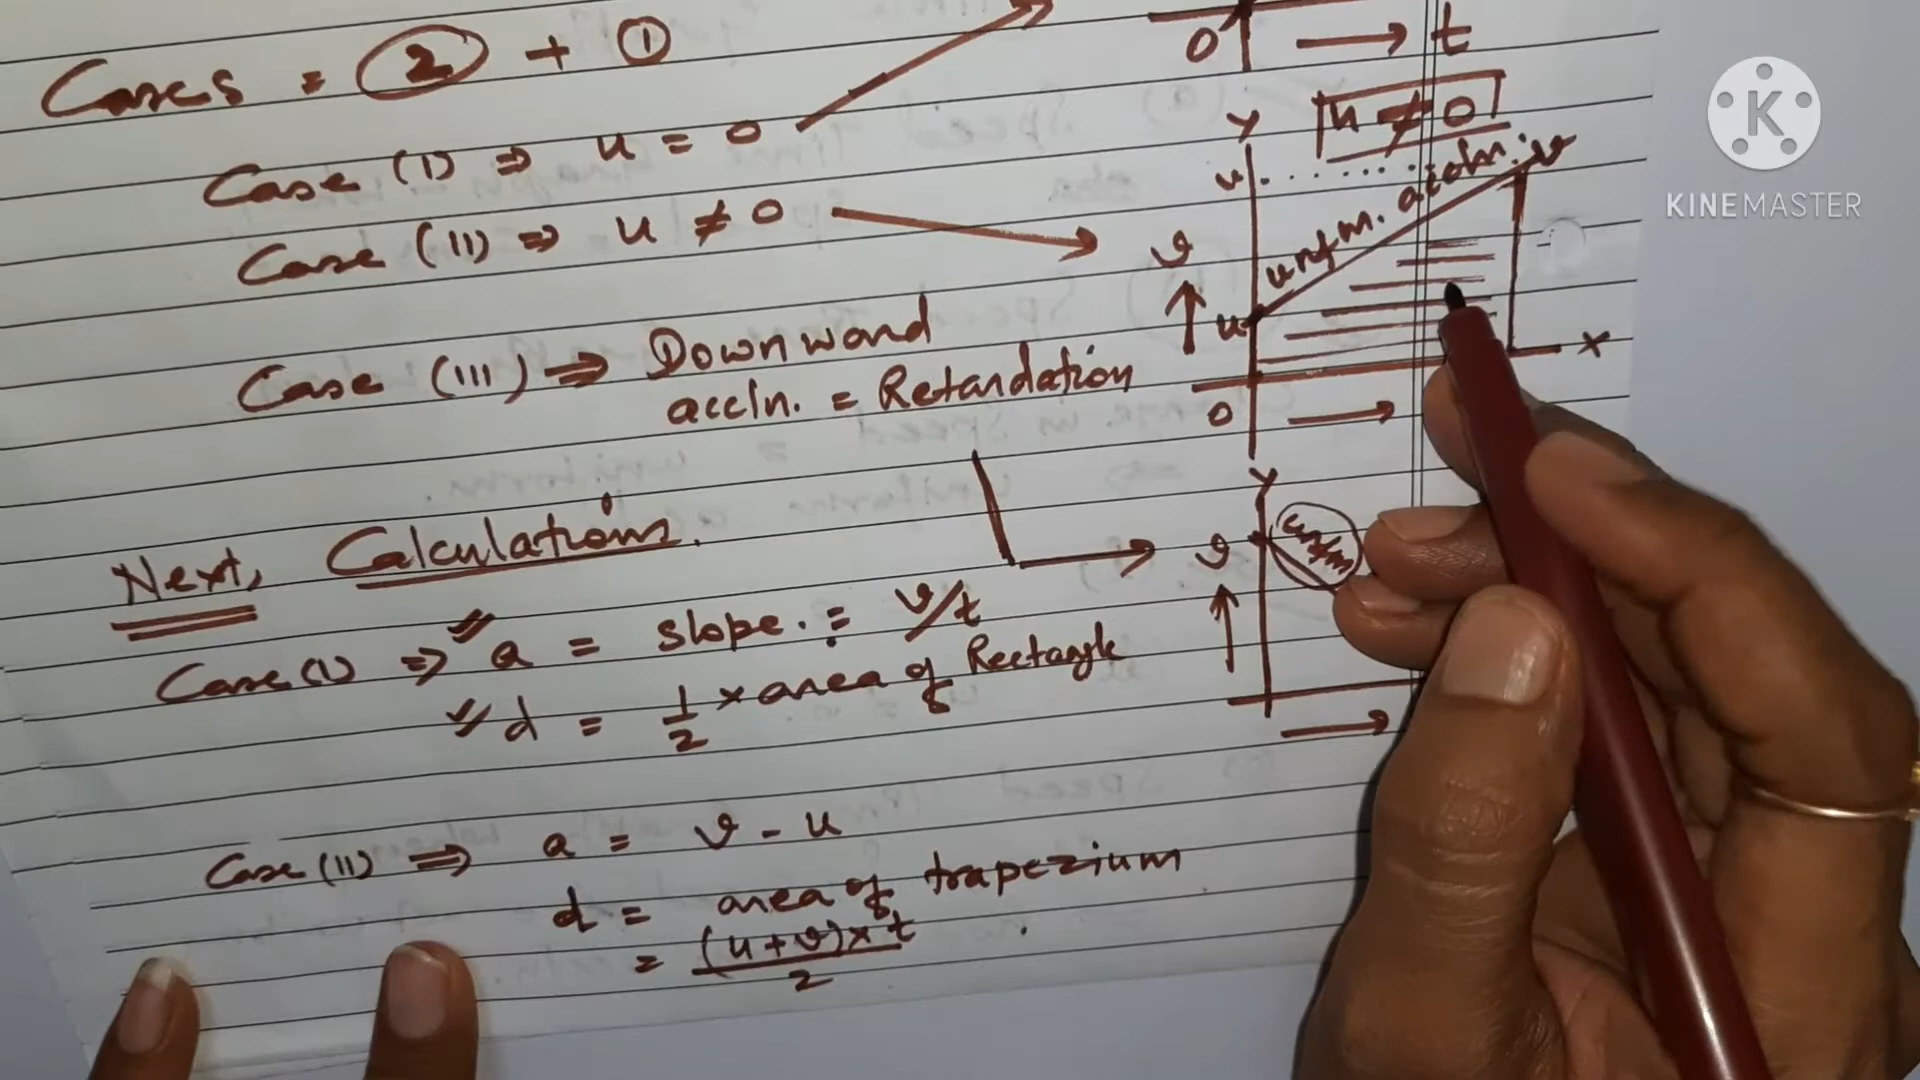 Cases = 2 + 1
Case (I) ⇒ u = 0
Case (II) ⇒ u ≠ 0
Case (III) ⇒ Downward
accln. = Retardation
Next, Calculations.
Case (I) ⇒ a = slope. = v/t
d = 1/2 × area of Rectangle
Case (II) ⇒ a = v - u
d = area of trapezium
= (u+v)×t
2
0 → t
u ≠ 0
Y
v
v
unfm. accln.
v
u
X
0
Y
v
unfm
K
KINEMASTER